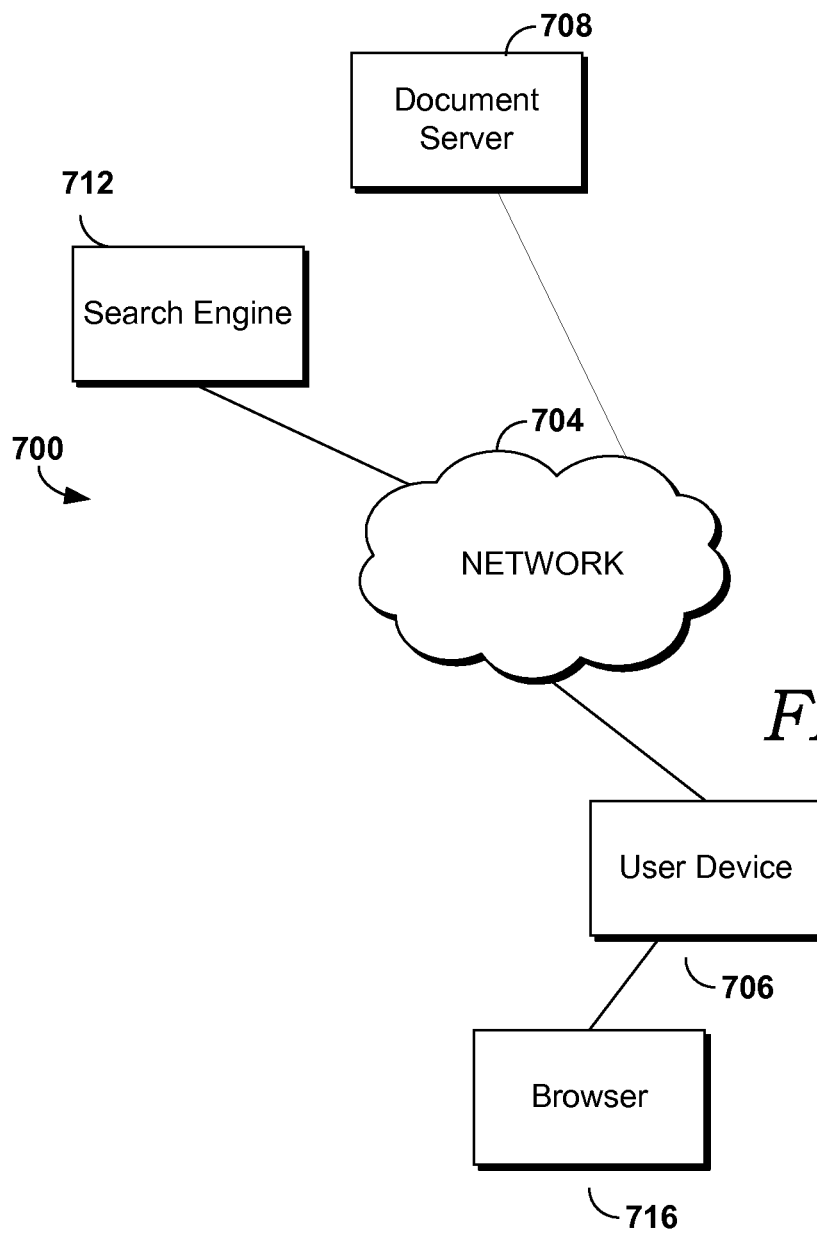 708
Document
Server
712
Search Engine
704
700
NETWORK
User Device
706
Browser
716